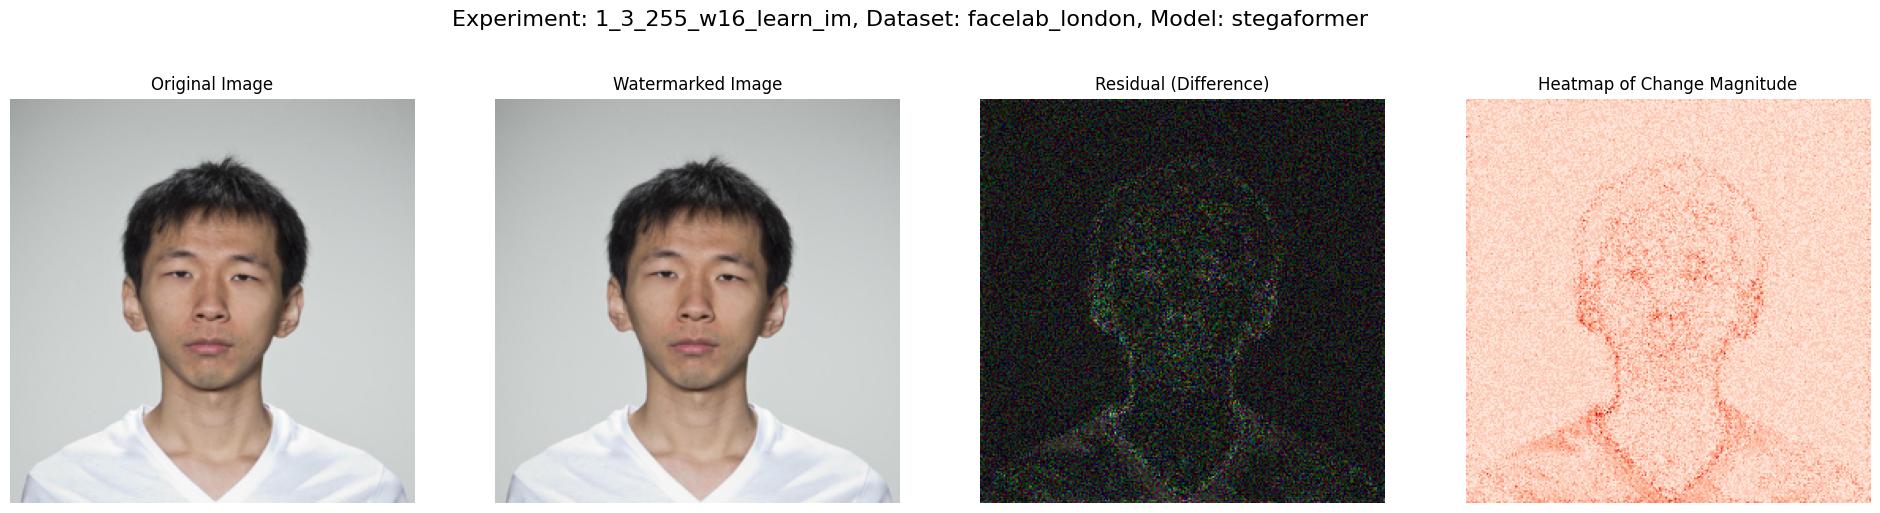 Experiment: 1_3_255_w16_learn_im, Dataset: facelab_london, Model: stegaformer
Original Image
Watermarked Image
Residual (Difference)
Heatmap of Change Magnitude